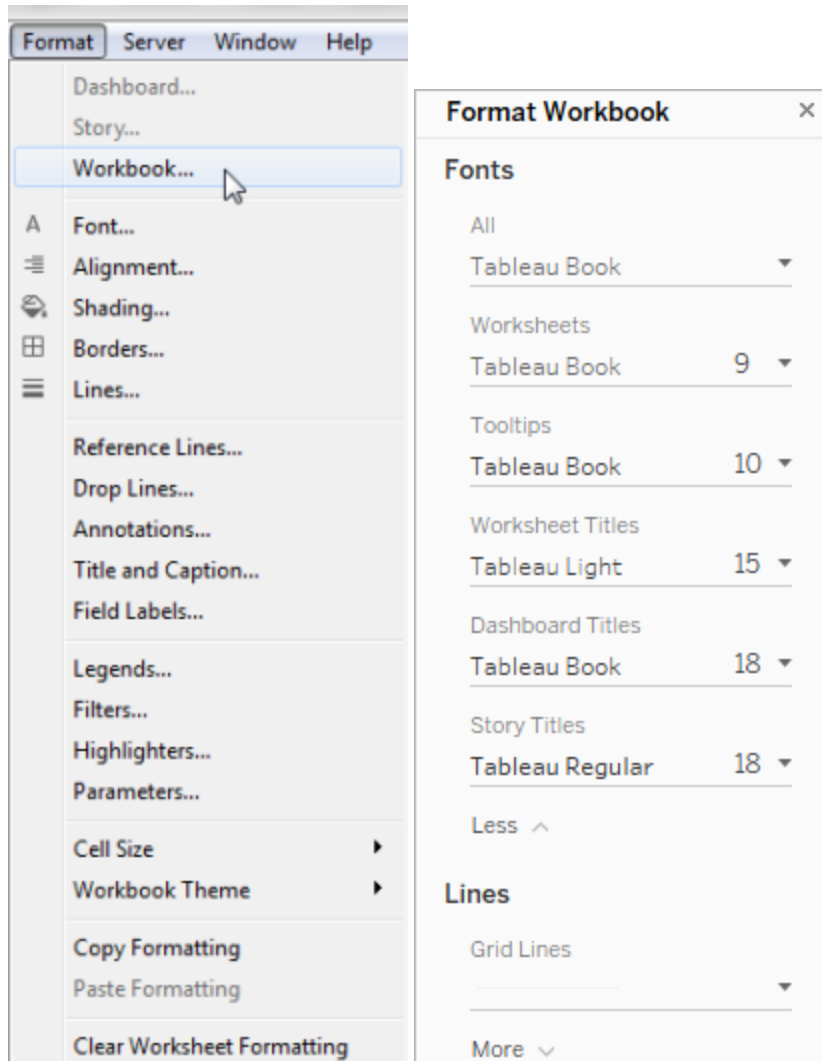 Format Server Window Help
Dashboard...
Story...
Workbook...
A Font...
Alignment...
Shading...
Borders...
Lines...
Reference Lines...
Drop Lines...
Annotations...
Title and Caption...
Field Labels...
Legends...
Filters...
Highlighters...
Parameters...
Cell Size
Workbook Theme
Copy Formatting
Paste Formatting
Clear Worksheet Formatting
Format Workbook
Fonts
All
Tableau Book
Worksheets
Tableau Book 9
Tooltips
Tableau Book 10
Worksheet Titles
Tableau Light 15
Dashboard Titles
Tableau Book 18
Story Titles
Tableau Regular 18
Less
Lines
Grid Lines
More